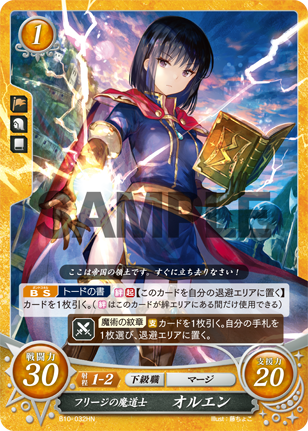 1
SAMPLE
ここは帝国の領土です。すぐに立ち去りなさい!
BS トードの書 絆 起 【このカードを自分の退避エリアに置く】
カードを1枚引く。(絆はこのカードが絆エリアにある間だけ使用できる)
魔術の紋章 支 カードを1枚引く。自分の手札を
1枚選び、退避エリアに置く。
戦闘力
30
射程 1-2 下級職 マージ
フリージの魔道士 オルエン
支援力
20
B10-032HN
Illust: